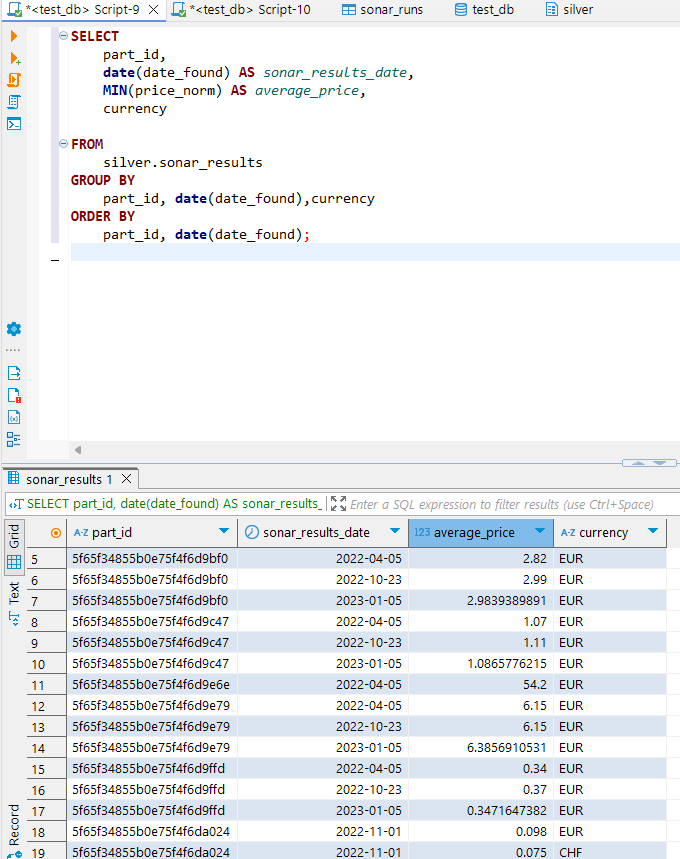 *<test_db> Script-9
*<test_db> Script-10
sonar_runs
test_db
silver
SELECT
part_id,
date(date_found) AS sonar_results_date,
MIN(price_norm) AS average_price,
currency
FROM
silver.sonar_results
GROUP BY
part_id, date(date_found),currency
ORDER BY
part_id, date(date_found);
sonar_results 1
SELECT part_id, date(date_found) AS sonar_results_
Enter a SQL expression to filter results (use Ctrl+Space)
Grid
Text
Record
A-Z part_id sonar_results_date 123 average_price A-Z currency
5 5f65f34855b0e75f4f6d9bf0 2022-04-05 2.82 EUR
6 5f65f34855b0e75f4f6d9bf0 2022-10-23 2.99 EUR
7 5f65f34855b0e75f4f6d9bf0 2023-01-05 2.9839389891 EUR
8 5f65f34855b0e75f4f6d9c47 2022-04-05 1.07 EUR
9 5f65f34855b0e75f4f6d9c47 2022-10-23 1.11 EUR
10 5f65f34855b0e75f4f6d9c47 2023-01-05 1.0865776215 EUR
11 5f65f34855b0e75f4f6d9e6e 2022-04-05 54.2 EUR
12 5f65f34855b0e75f4f6d9e79 2022-04-05 6.15 EUR
13 5f65f34855b0e75f4f6d9e79 2022-10-23 6.15 EUR
14 5f65f34855b0e75f4f6d9e79 2023-01-05 6.3856910531 EUR
15 5f65f34855b0e75f4f6d9ffd 2022-04-05 0.34 EUR
16 5f65f34855b0e75f4f6d9ffd 2022-10-23 0.37 EUR
17 5f65f34855b0e75f4f6d9ffd 2023-01-05 0.3471647382 EUR
18 5f65f34855b0e75f4f6da024 2022-11-01 0.098 EUR
19 5f65f34855b0e75f4f6da024 2022-11-01 0.075 CHF